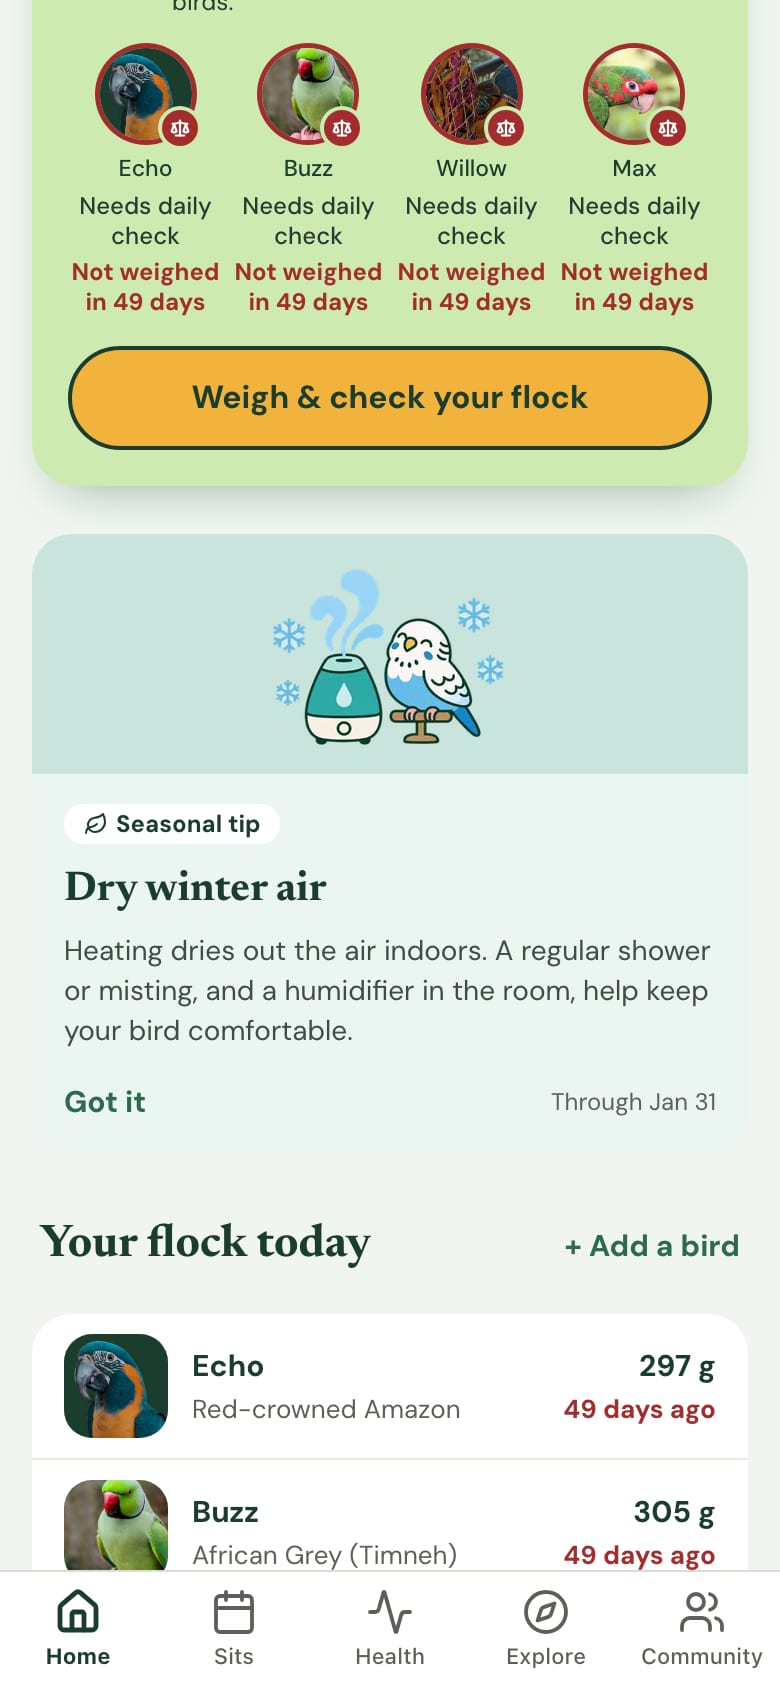 birds.
Echo
Buzz
Willow
Max
Needs daily
check
Needs daily
check
Needs daily
check
Needs daily
check
Not weighed
in 49 days
Not weighed
in 49 days
Not weighed
in 49 days
Not weighed
in 49 days
Weigh & check your flock
Seasonal tip
Dry winter air
Heating dries out the air indoors. A regular shower
or misting, and a humidifier in the room, help keep
your bird comfortable.
Got it
Through Jan 31
Your flock today
+ Add a bird
Echo
297 g
Red-crowned Amazon
49 days ago
Buzz
305 g
African Grey (Timneh)
49 days ago
Home
Sits
Health
Explore
Community